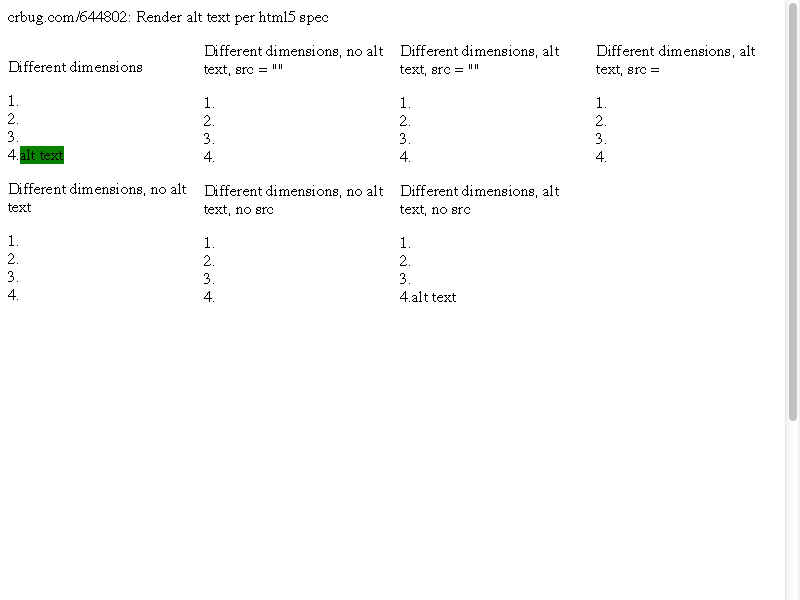 crbug.com/644802: Render alt text per html5 spec
Different dimensions
1.
2.
3.
4.alt text
Different dimensions, no alt
text, src = ""
1.
2.
3.
4.
Different dimensions, alt
text, src = ""
1.
2.
3.
4.
Different dimensions, alt
text, src =
1.
2.
3.
4.
Different dimensions, no alt
text
1.
2.
3.
4.
Different dimensions, no alt
text, no src
1.
2.
3.
4.
Different dimensions, alt
text, no src
1.
2.
3.
4.alt text